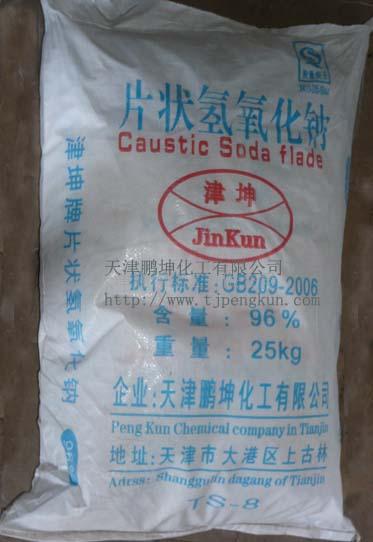 片状氢氧化钠
Caustic Soda flade
津坤
JinKun
天津鹏坤化工有限公司
http://www.tjpengkun.com/
执行标准:GB209-2006
含量: 96%
重量: 25kg
企业:天津鹏坤化工有限公司
Peng Kun Chemical company in Tianjin
地址:天津市大港区上古林
Adrss: Shangguan dagang of Tianjin
TS-8
津坤牌片状氢氧化钠